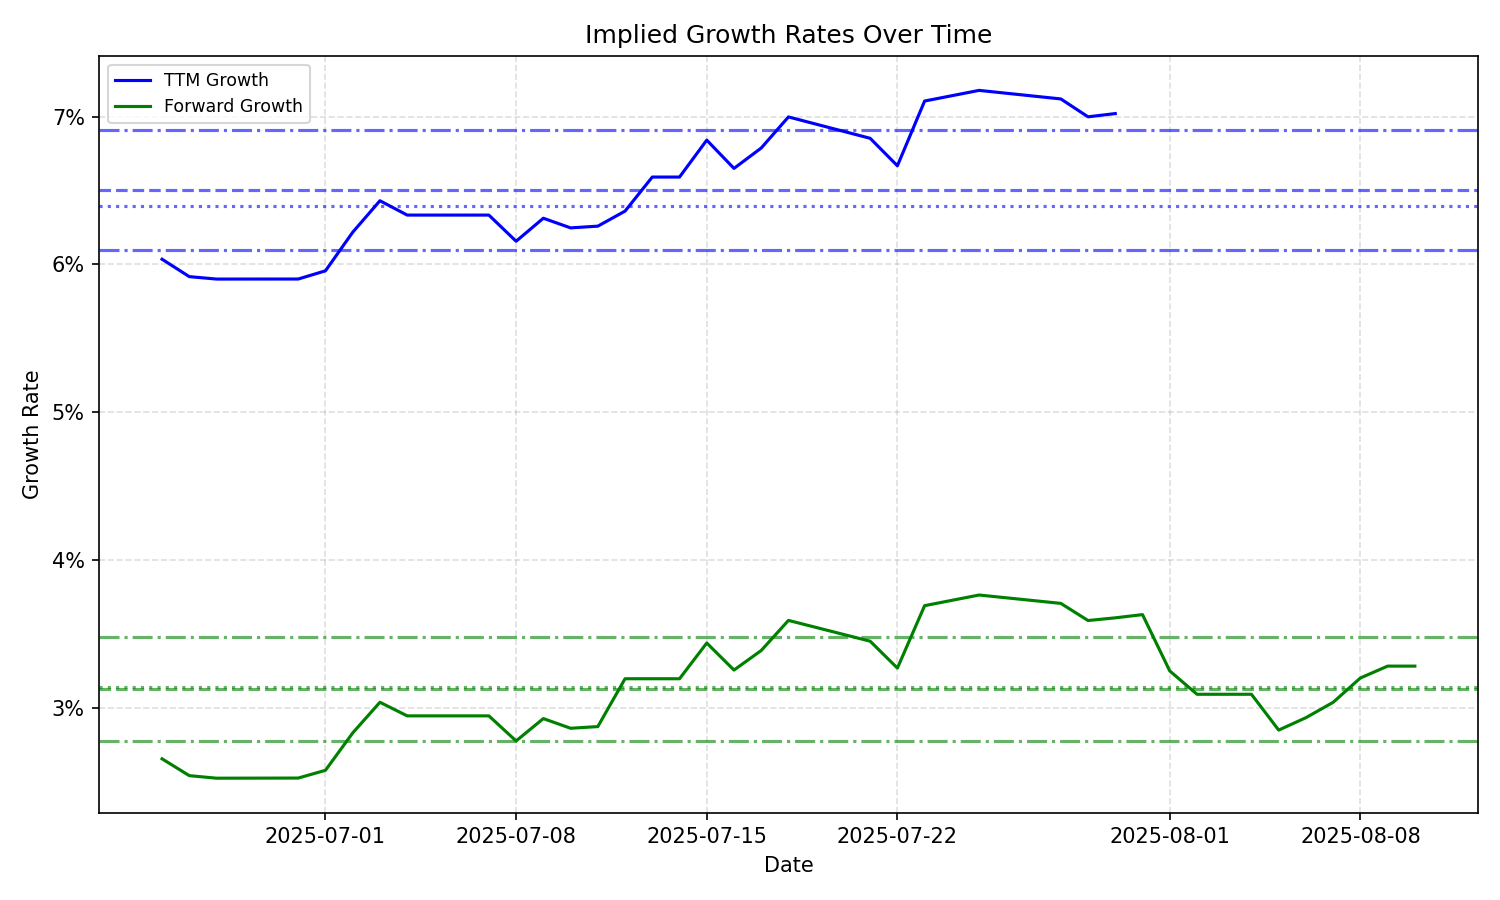 Implied Growth Rates Over Time
TTM Growth
Forward Growth
7%
6%
5%
4%
3%
Growth Rate
2025-07-01
2025-07-08
2025-07-15
2025-07-22
2025-08-01
2025-08-08
Date